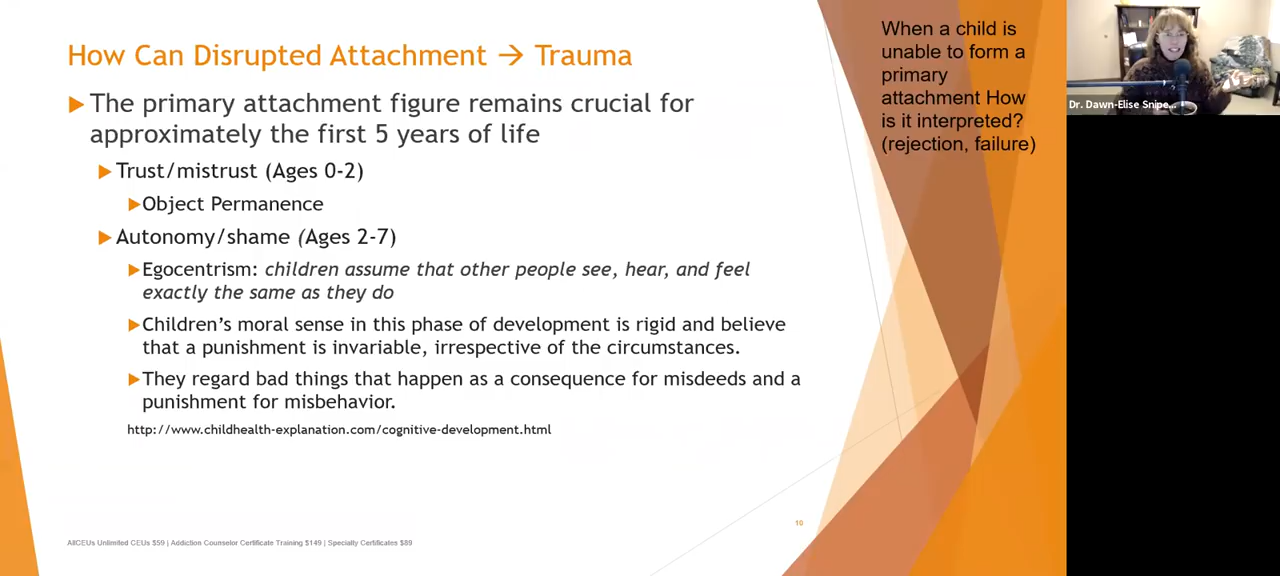 How Can Disrupted Attachment → Trauma
The primary attachment figure remains crucial for
approximately the first 5 years of life
Trust/mistrust (Ages 0-2)
Object Permanence
Autonomy/shame (Ages 2-7)
Egocentrism: children assume that other people see, hear, and feel
exactly the same as they do
Children's moral sense in this phase of development is rigid and believe
that a punishment is invariable, irrespective of the circumstances.
They regard bad things that happen as a consequence for misdeeds and a
punishment for misbehavior.
http://www.childhealth-explanation.com/cognitive-development.html
10
AllCEUs Unlimited CEUs $59 | Addiction Counselor Certificate Training $149 | Specialty Certificates $89
When a child is
unable to form a
primary
attachment How
is it interpreted?
(rejection, failure)
Dr. Dawn-Elise Snipe...